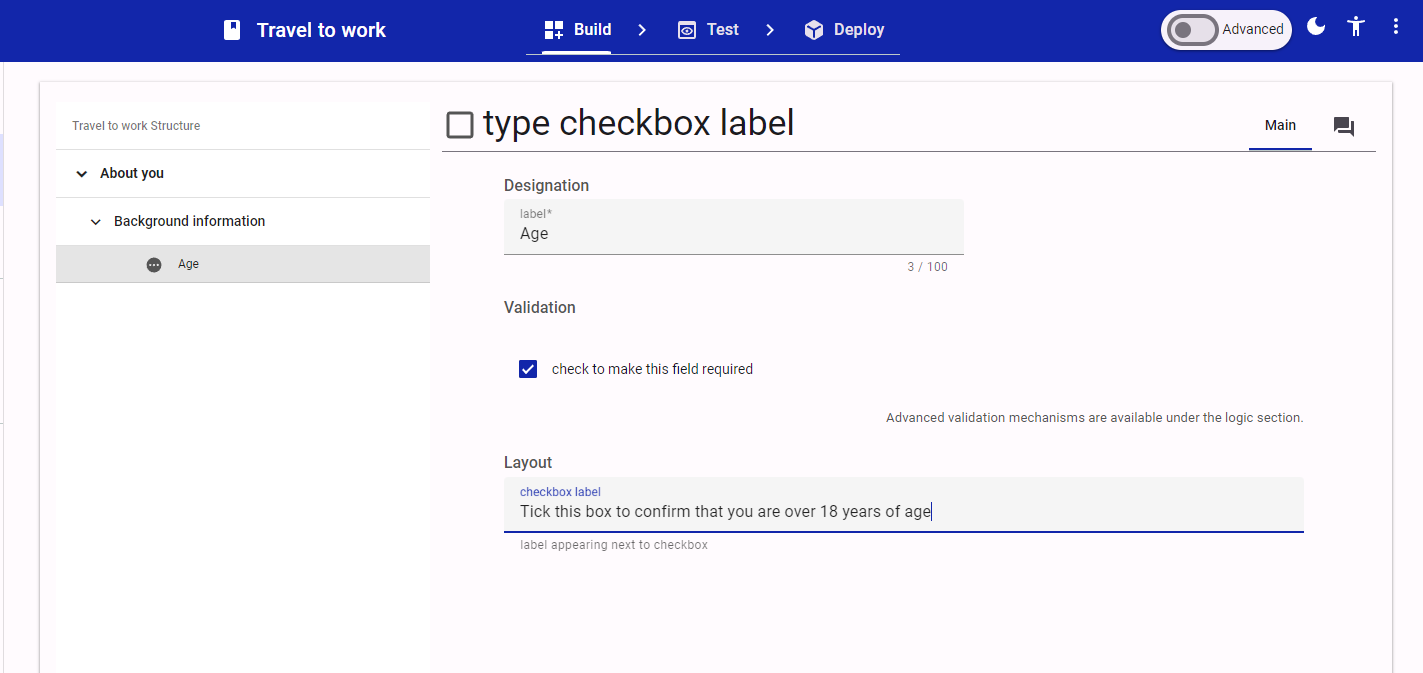 Travel to work
Build
Test
Deploy
Advanced
Travel to work Structure
About you
Background information
Age
type checkbox label
Main
Designation
label*
Age
3 / 100
Validation
check to make this field required
Advanced validation mechanisms are available under the logic section.
Layout
checkbox label
Tick this box to confirm that you are over 18 years of age
label appearing next to checkbox